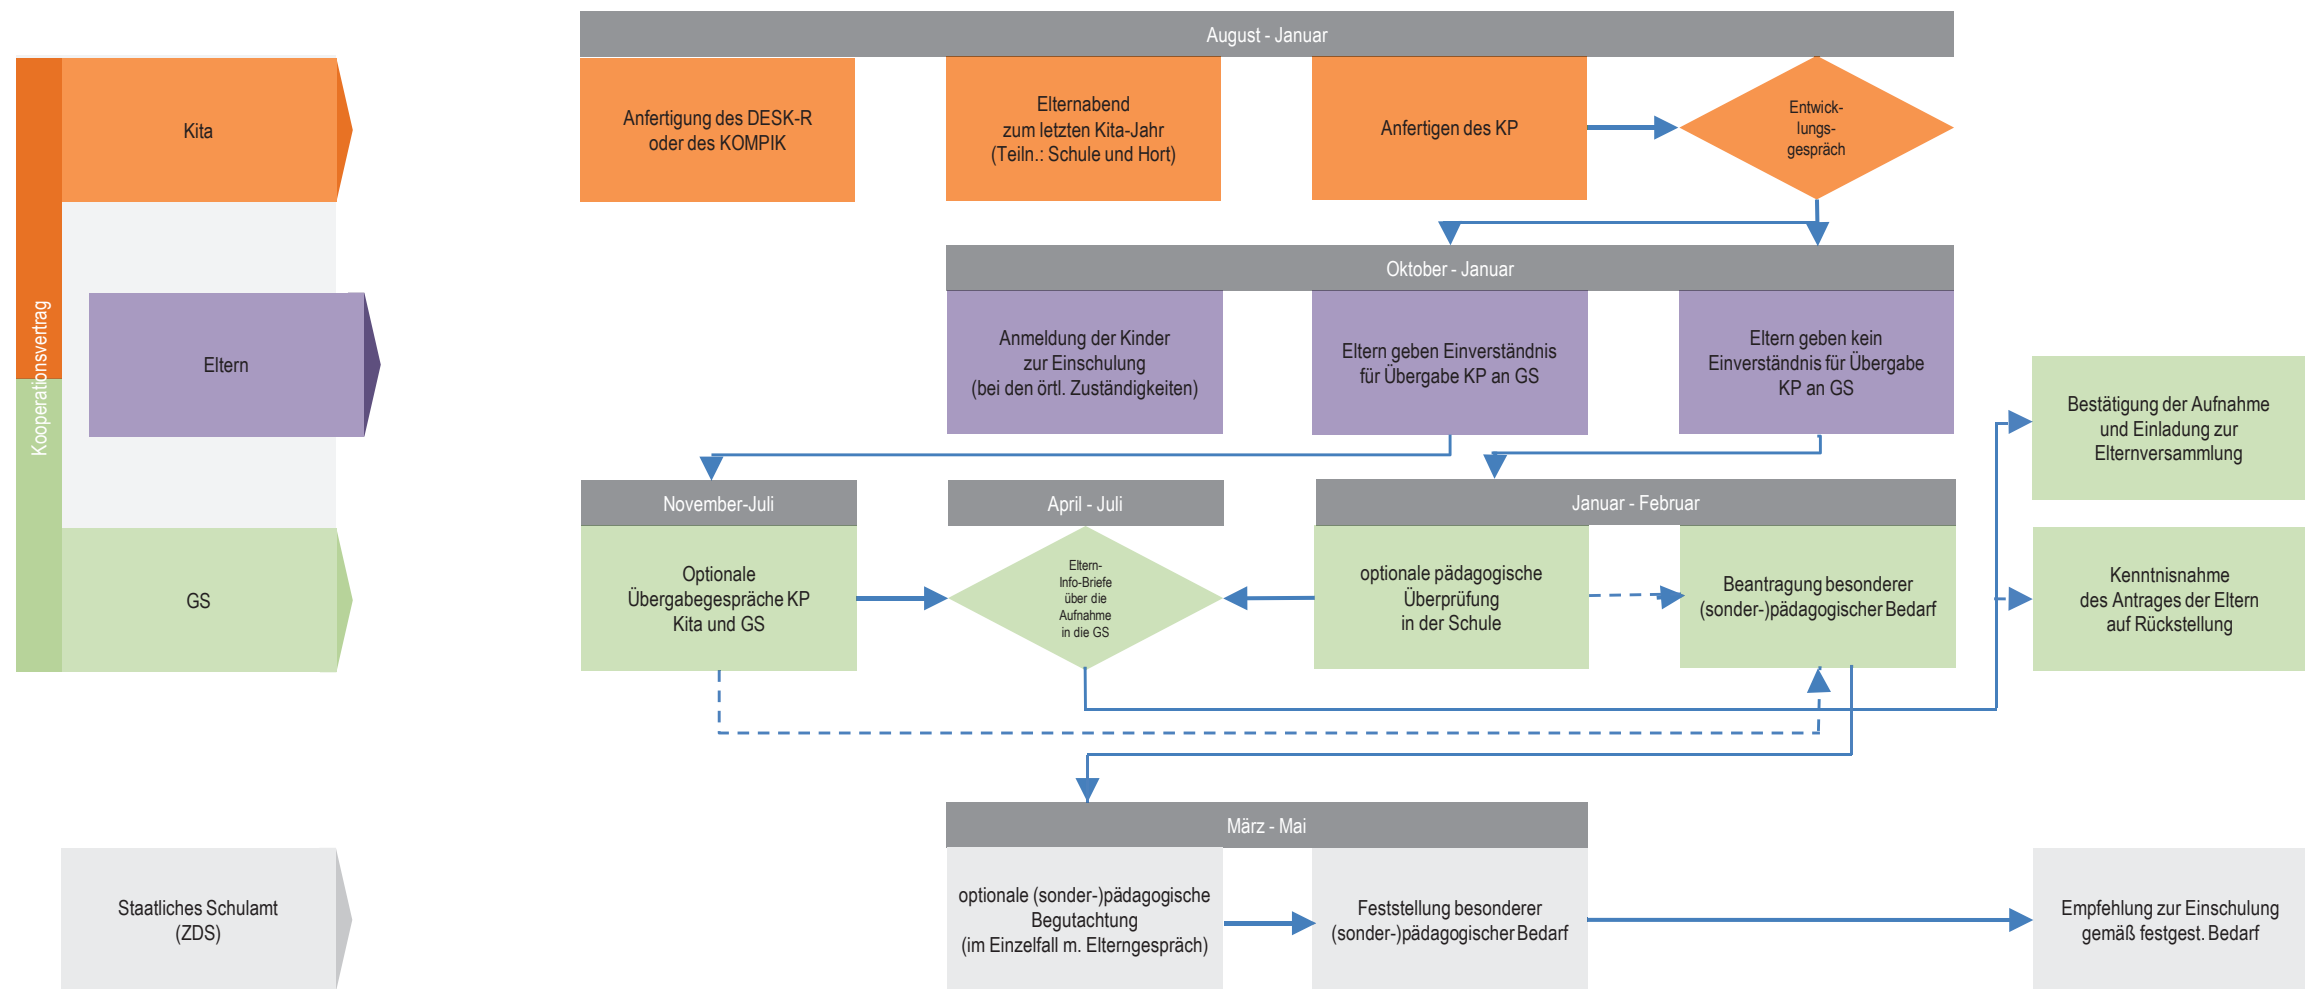 August - Januar
Kita
Anfertigung des DESK-R
oder des KOMPIK
Elternabend
zum letzten Kita-Jahr
(Teiln.: Schule und Hort)
Anfertigen des KP
Entwick-
lungs-
gespräch
Kooperationsvertrag
Oktober - Januar
Eltern
Anmeldung der Kinder
zur Einschulung
(bei den örtl. Zuständigkeiten)
Eltern geben Einverständnis
für Übergabe KP an GS
Eltern geben kein
Einverständnis für Übergabe
KP an GS
Bestätigung der Aufnahme
und Einladung zur
Elternversammlung
November-Juli
April - Juli
Januar - Februar
GS
Optionale
Übergabegespräche KP
Kita und GS
Eltern-
Info-Briefe
über die
Aufnahme
in die GS
optionale pädagogische
Überprüfung
in der Schule
Beantragung besonderer
(sonder-)pädagogischer Bedarf
Kenntnisnahme
des Antrages der Eltern
auf Rückstellung
März - Mai
Staatliches Schulamt
(ZDS)
optionale (sonder-)pädagogische
Begutachtung
(im Einzelfall m. Elterngespräch)
Feststellung besonderer
(sonder-)pädagogischer Bedarf
Empfehlung zur Einschulung
gemäß festgest. Bedarf